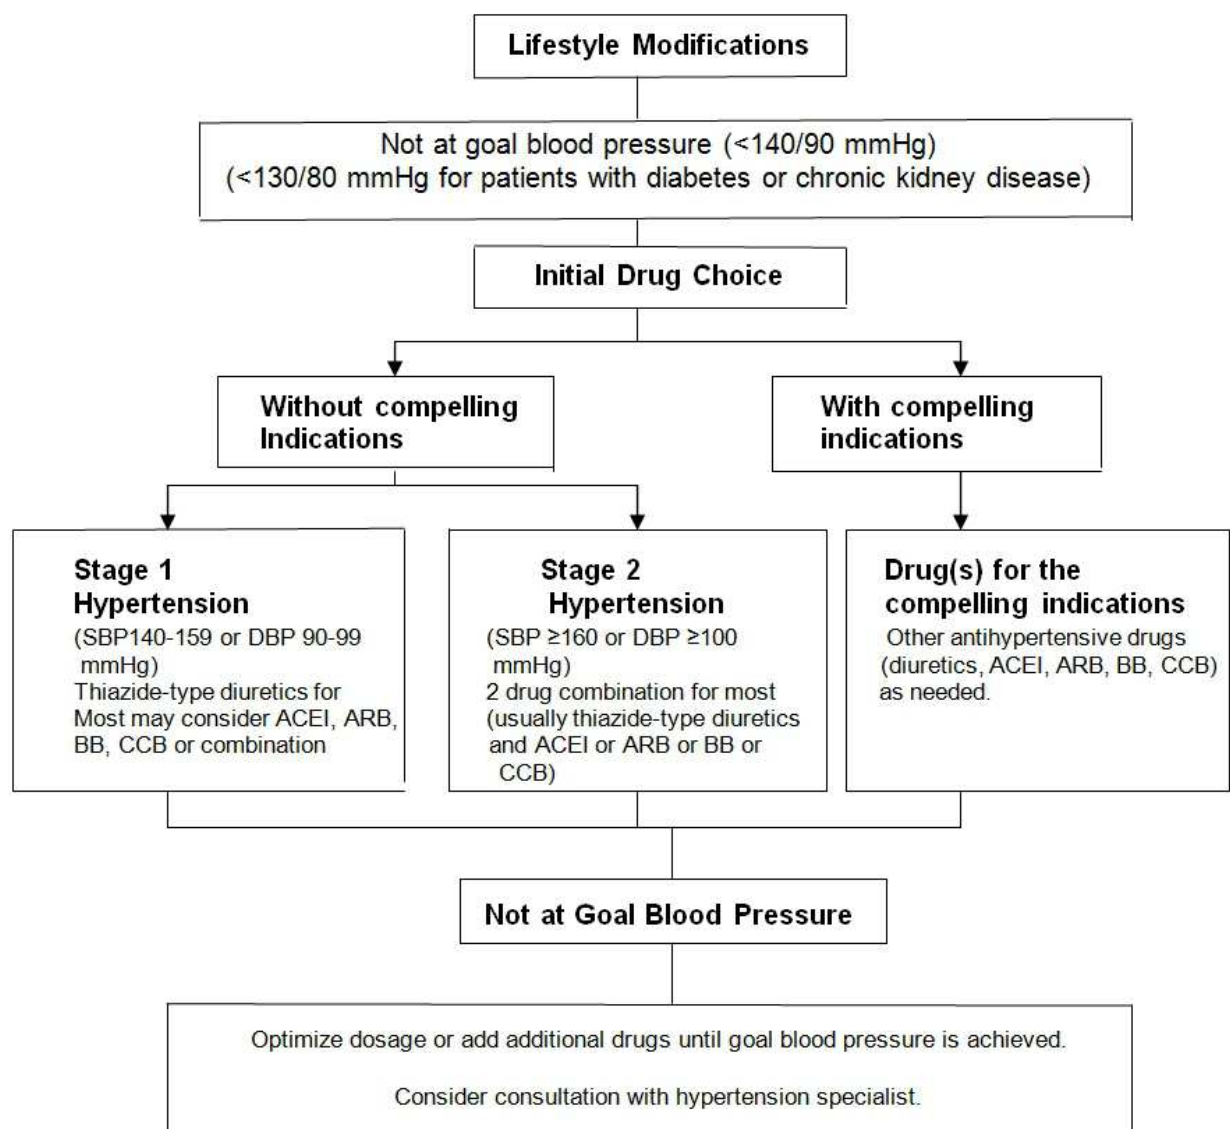 Lifestyle Modifications
Not at goal blood pressure (<140/90 mmHg)
(<130/80 mmHg for patients with diabetes or chronic kidney disease)
Initial Drug Choice
Without compelling
Indications
With compelling
indications
Stage 1
Hypertension
(SBP140-159 or DBP 90-99
mmHg)
Thiazide-type diuretics for
Most may consider ACEI, ARB,
BB, CCB or combination
Stage 2
Hypertension
(SBP ≥160 or DBP ≥100
mmHg)
2 drug combination for most
(usually thiazide-type diuretics
and ACEI or ARB or BB or
CCB)
Drug(s) for the
compelling indications
Other antihypertensive drugs
(diuretics, ACEI, ARB, BB, CCB)
as needed.
Not at Goal Blood Pressure
Optimize dosage or add additional drugs until goal blood pressure is achieved.
Consider consultation with hypertension specialist.